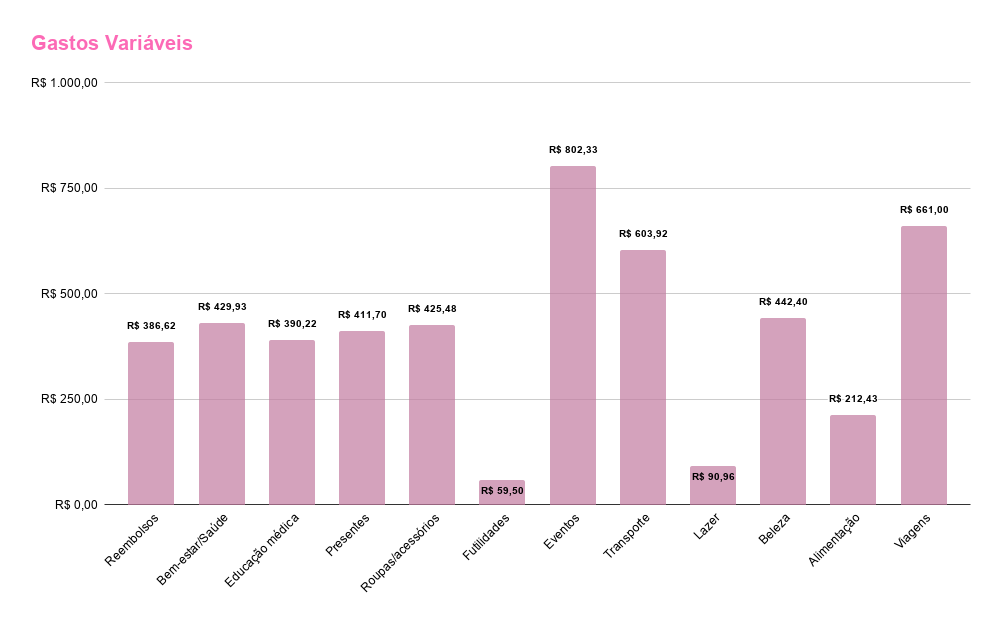 Gastos Variáveis
R$ 1.000,00
R$ 750,00
R$ 500,00
R$ 250,00
R$ 0,00
R$ 386,62
R$ 429,93
R$ 390,22
R$ 411,70
R$ 425,48
R$ 59,50
R$ 802,33
R$ 603,92
R$ 90,96
R$ 442,40
R$ 212,43
R$ 661,00
Reembolsos
Bem-estar/Saúde
Educação médica
Presentes
Roupas/acessórios
Futilidades
Eventos
Transporte
Lazer
Beleza
Alimentação
Viagens